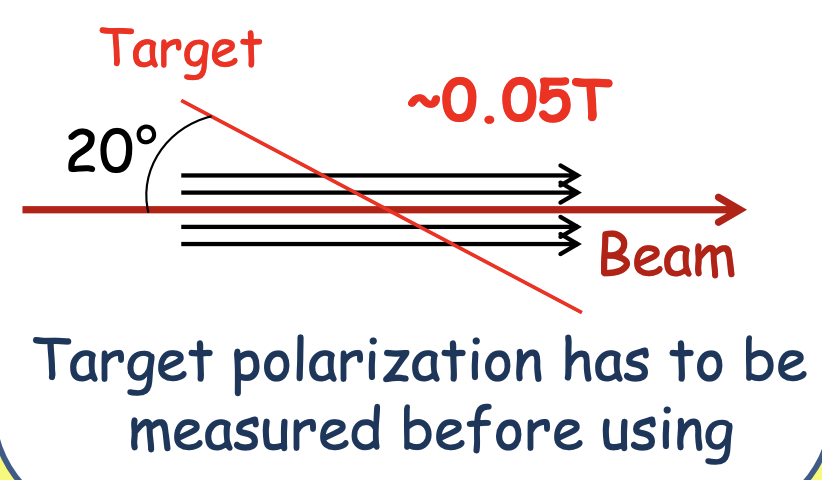 Target
~0.05T
20°
Beam
Target polarization has to be
measured before using